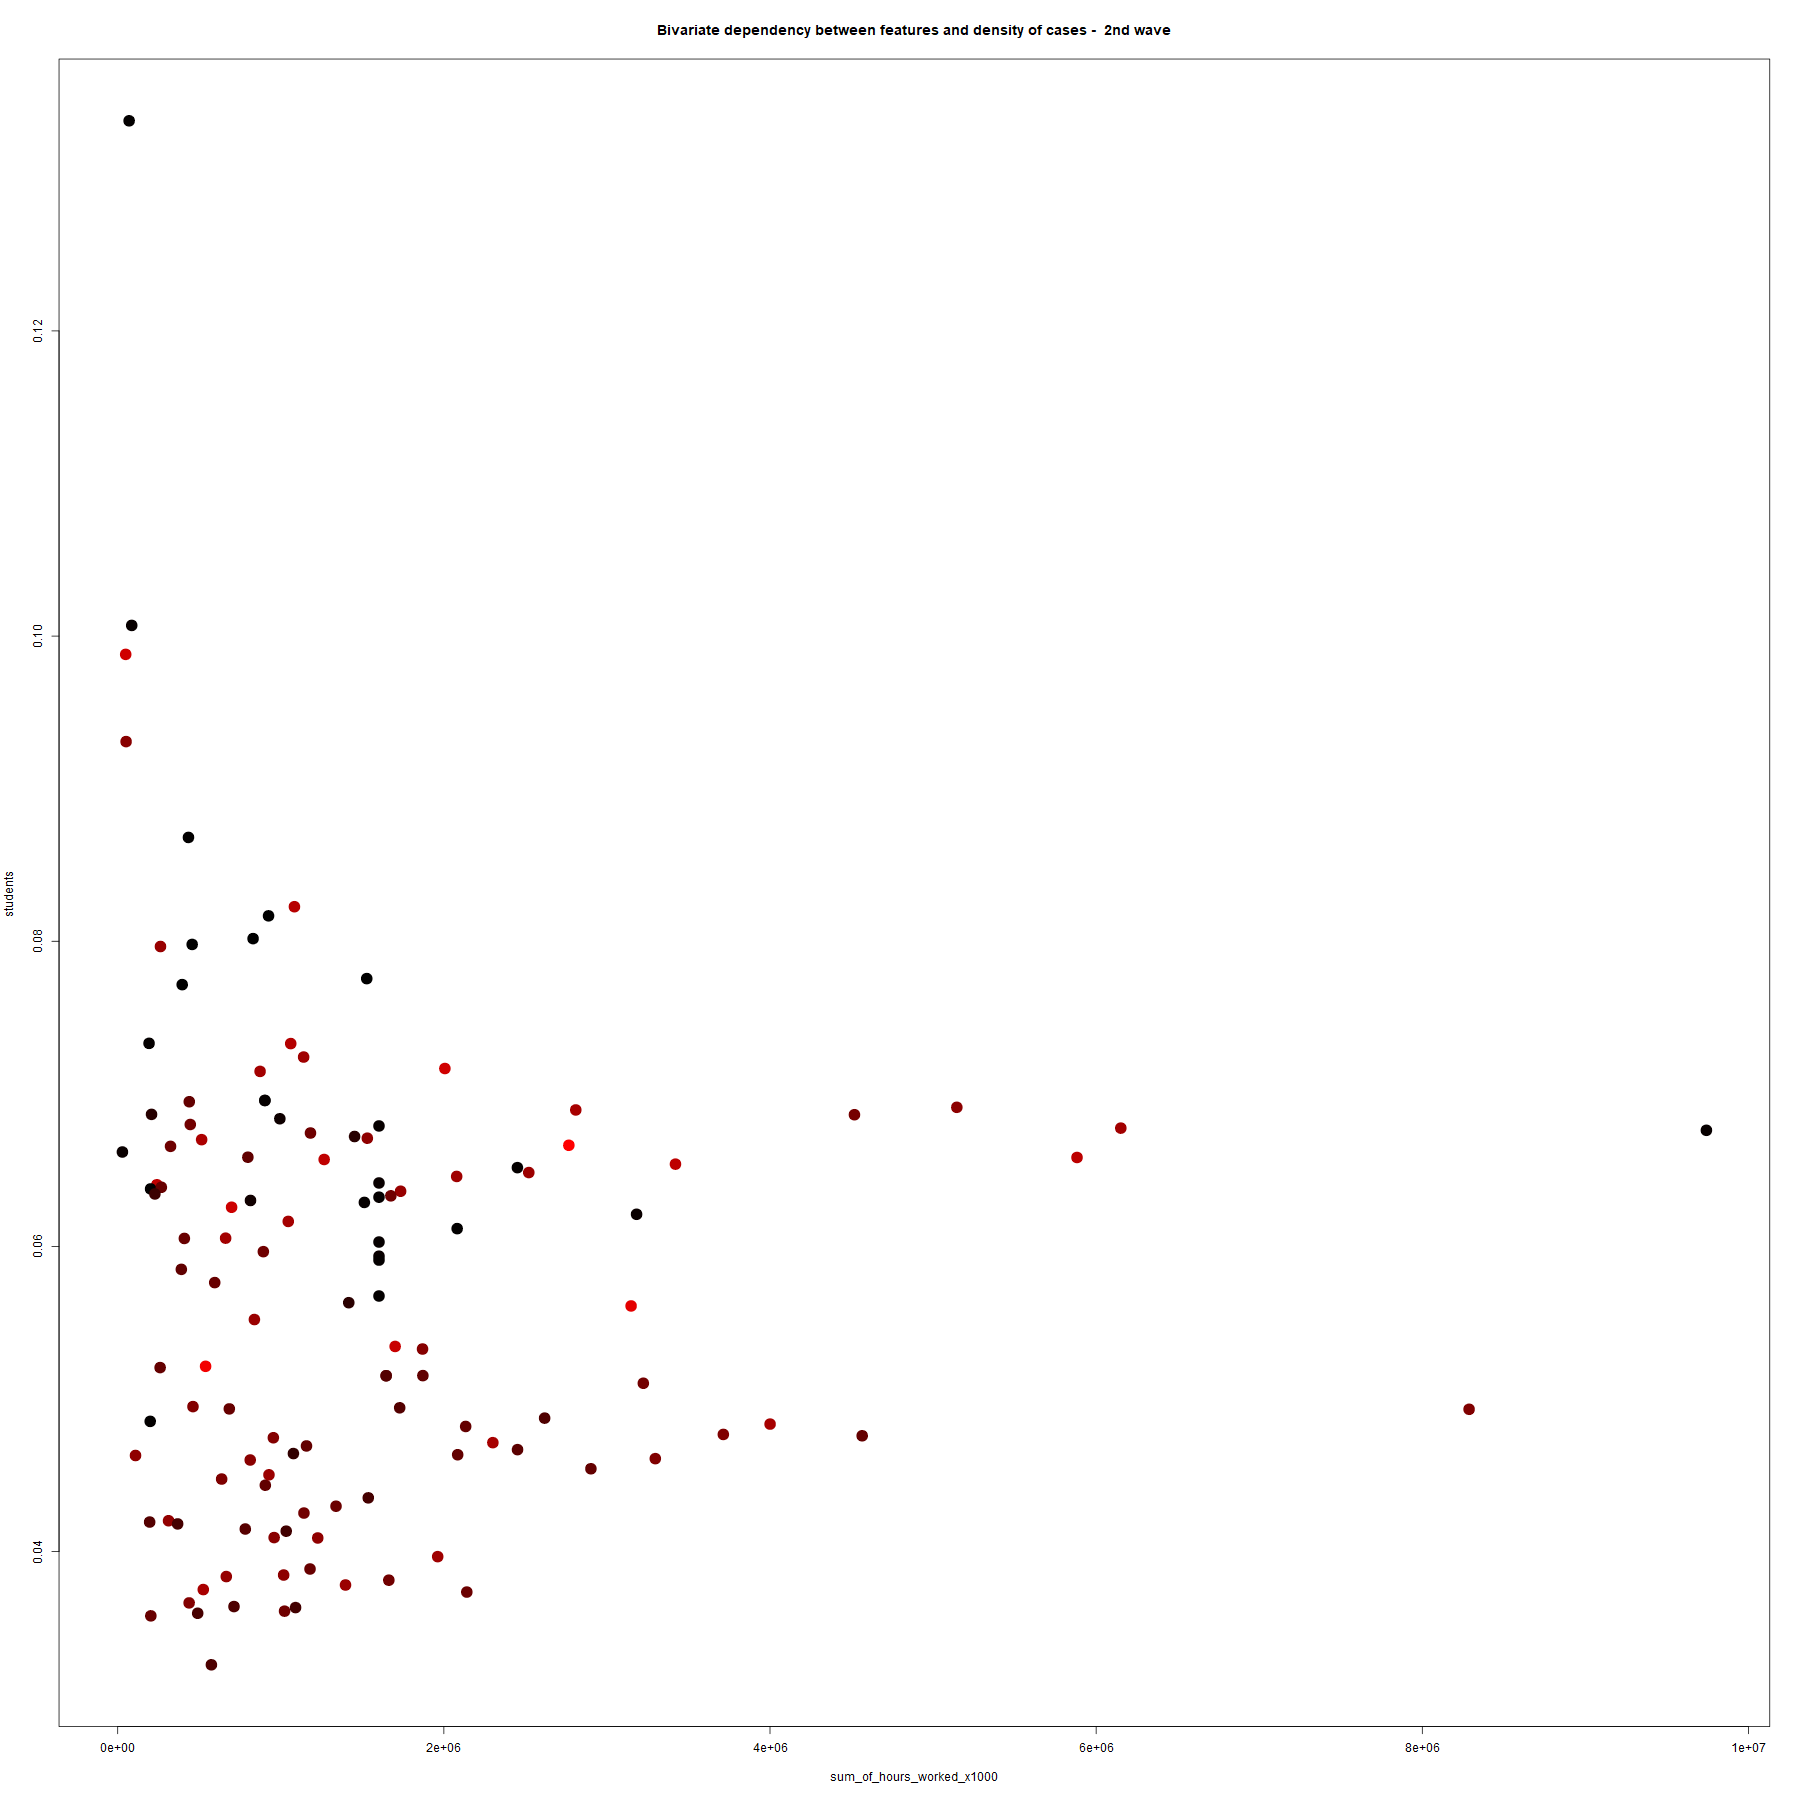 Bivariate dependency between features and density of cases -  2nd wave
0.12
0.10
0.08
0.06
0.04
students
0e+00 2e+06 4e+06 6e+06 8e+06 1e+07
sum_of_hours_worked_x1000